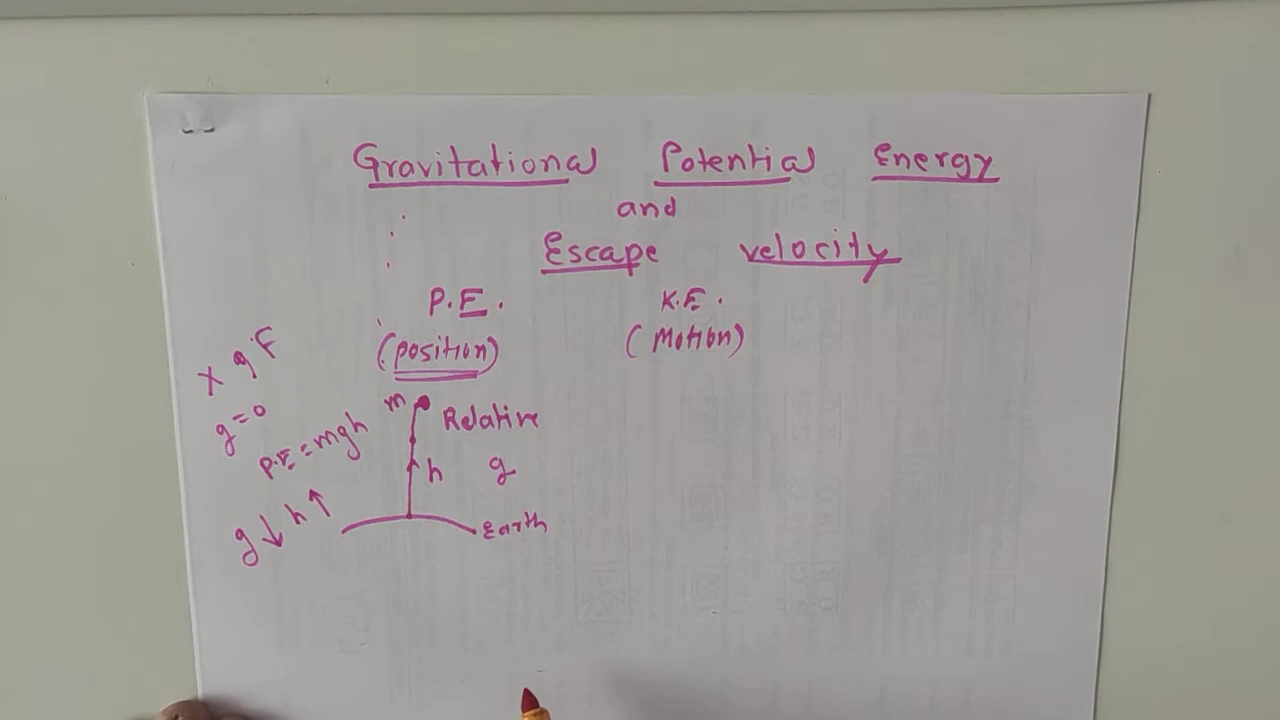 Gravitational Potential Energy
and
Escape velocity
P.E. K.E.
(position) (Motion)
x g F
g=0
P.E = mgh
g↓ h↑
m Relative
h g
Earth